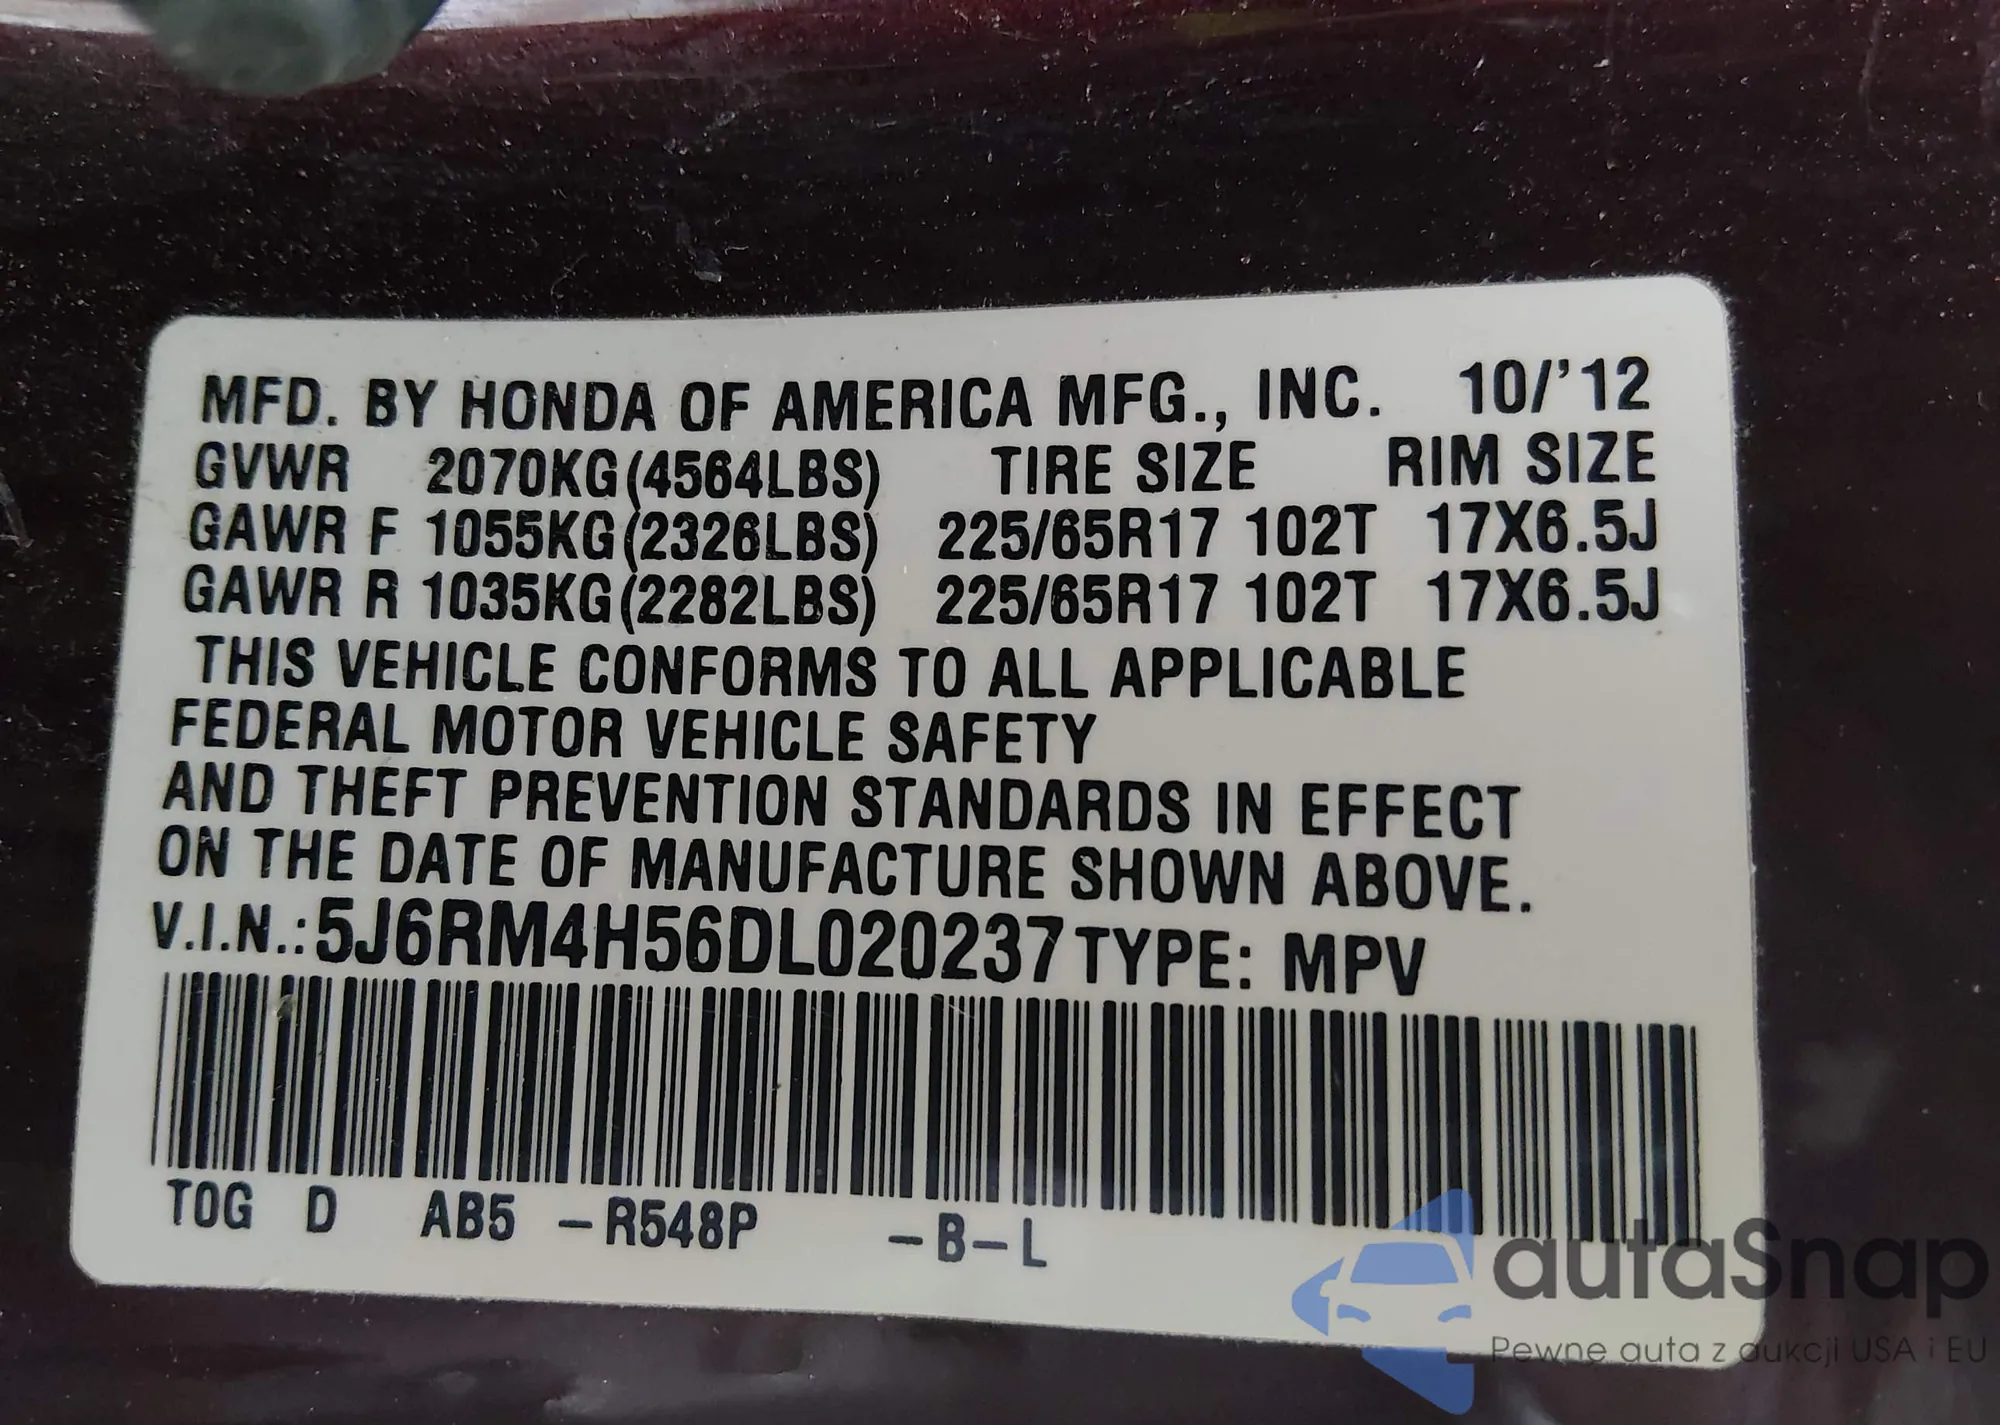 MFD. BY HONDA OF AMERICA MFG., INC. 10/'12
GVWR 2070KG(4564LBS) TIRE SIZE RIM SIZE
GAWR F 1055KG(2326LBS) 225/65R17 102T 17X6.5J
GAWR R 1035KG(2282LBS) 225/65R17 102T 17X6.5J
THIS VEHICLE CONFORMS TO ALL APPLICABLE
FEDERAL MOTOR VEHICLE SAFETY
AND THEFT PREVENTION STANDARDS IN EFFECT
ON THE DATE OF MANUFACTURE SHOWN ABOVE.
V.I.N.: 5J6RM4H56DL020237 TYPE: MPV
TOG D AB5 -R548P -B-L
autaSnap
Pewne auta z aukcji USA i EU